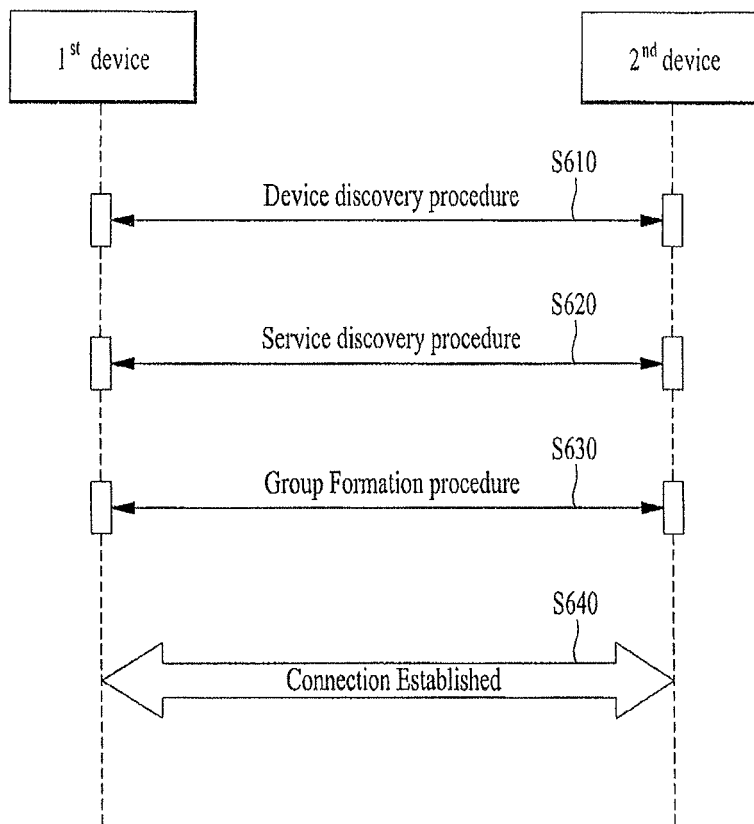 1st device
2nd device
S610
Device discovery procedure
S620
Service discovery procedure
S630
Group Formation procedure
S640
Connection Established